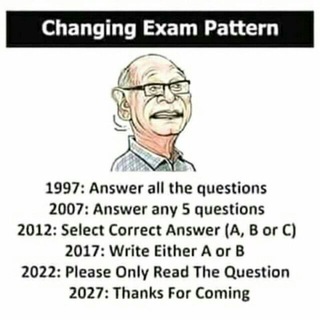 Changing Exam Pattern
1997: Answer all the questions
2007: Answer any 5 questions
2012: Select Correct Answer (A, B or C)
2017: Write Either A or B
2022: Please Only Read The Question
2027: Thanks For Coming